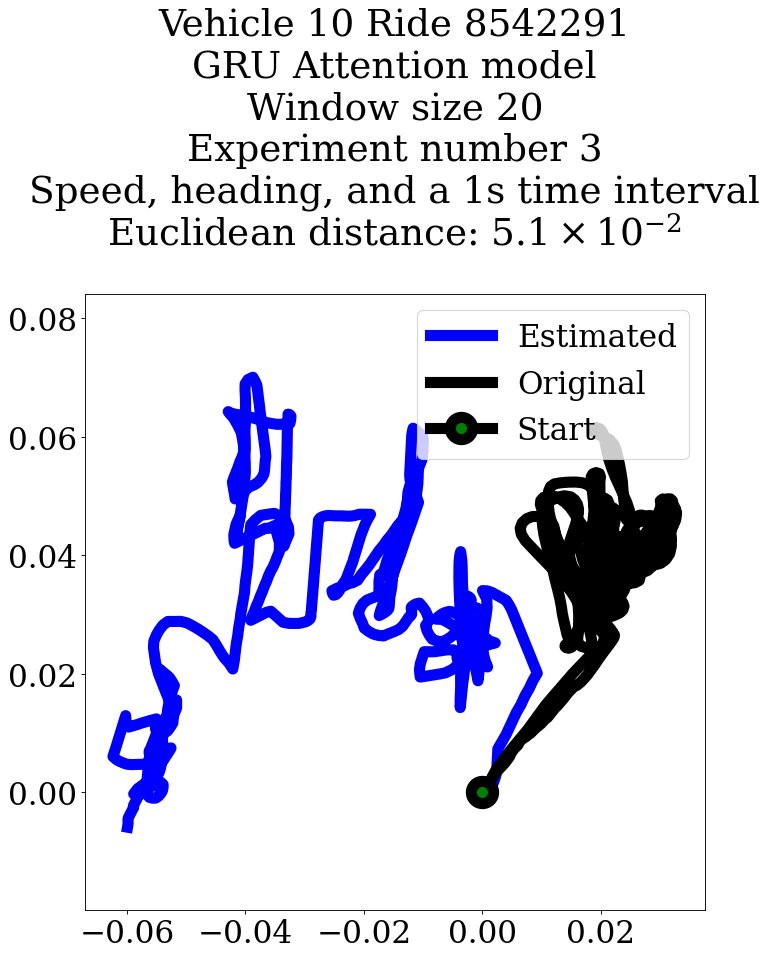 Vehicle 10 Ride 8542291
GRU Attention model
Window size 20
Experiment number 3
Speed, heading, and a 1s time interval
Euclidean distance: 5.1 × 10⁻²
Estimated
Original
Start
0.08
0.06
0.04
0.02
0.00
−0.06 −0.04 −0.02 0.00 0.02